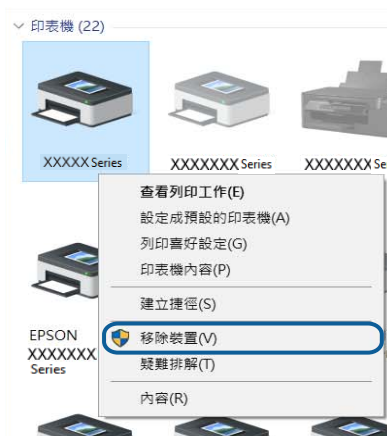 印表機 (22)
XXXXX Series
XXXXXXX Series
XXXXXXX Se
查看列印工作(E)
設定成預設的印表機(A)
列印喜好設定(G)
印表機內容(P)
建立捷徑(S)
EPSON
XXXXXXX
Series
移除裝置(V)
疑難排解(T)
內容(R)